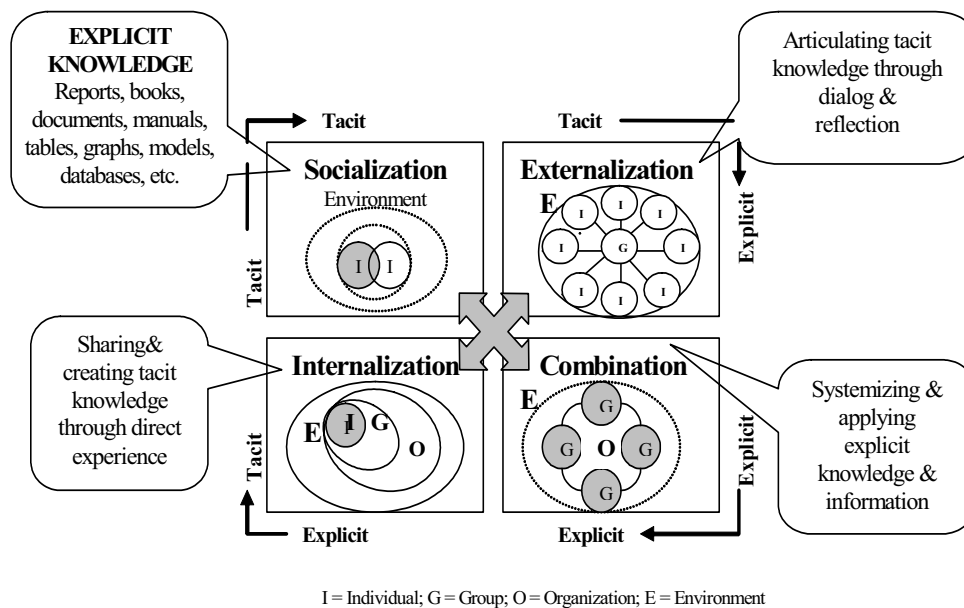 EXPLICIT
KNOWLEDGE
Reports, books,
documents, manuals,
tables, graphs, models,
databases, etc.
Articulating tacit
knowledge through
dialog &
reflection
Tacit
Tacit
Tacit
Explicit
Socialization
Environment
I
I
Externalization
E
I
I
I
I
G
I
I
I
I
Sharing&
creating tacit
knowledge
through direct
experience
Internalization
E
I
G
O
Tacit
Explicit
Combination
E
G
G
O
G
G
Explicit
Explicit
Systemizing &
applying
explicit
knowledge &
information
I = Individual; G = Group; O = Organization; E = Environment